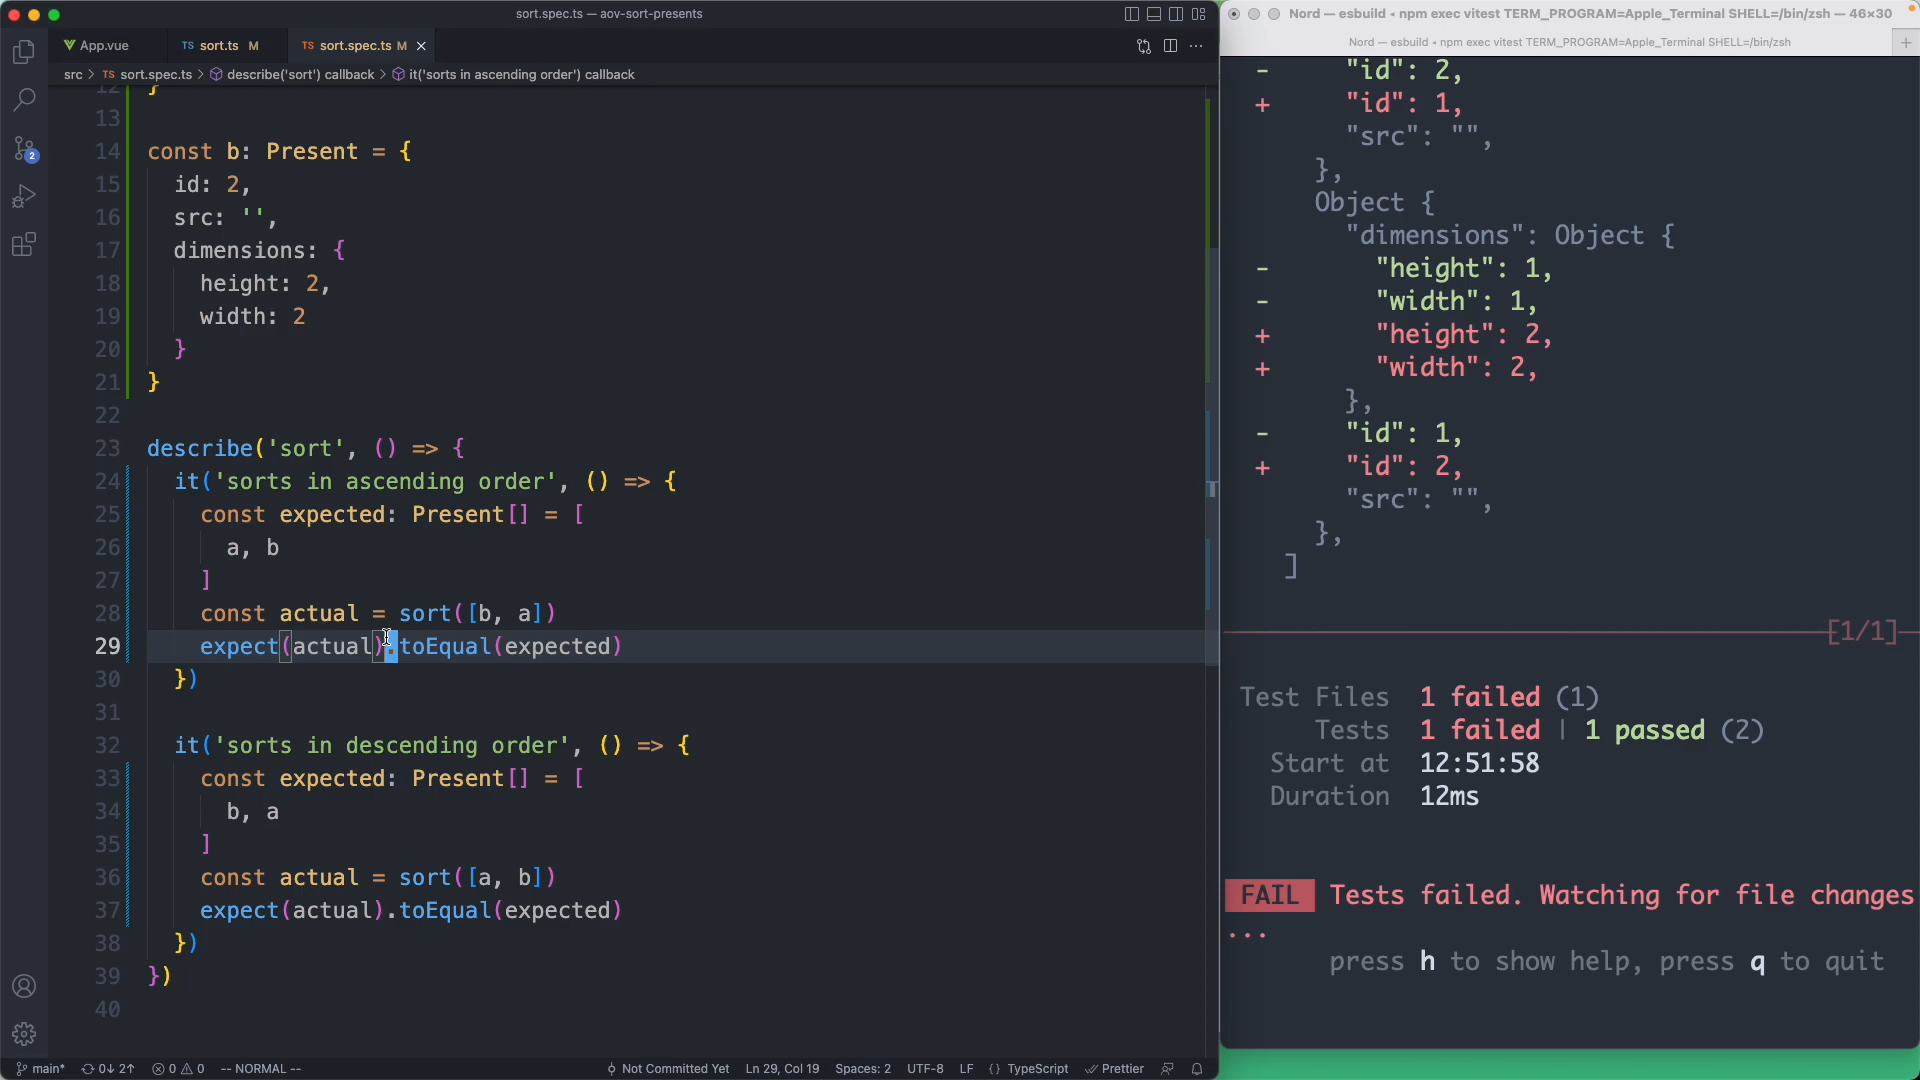 sort.spec.ts — aov-sort-presents
App.vue
TS sort.ts M
TS sort.spec.ts M
src > TS sort.spec.ts > describe('sort') callback > it('sorts in ascending order') callback
12 }
13
14 const b: Present = {
15 id: 2,
16 src: '',
17 dimensions: {
18 height: 2,
19 width: 2
20 }
21 }
22
23 describe('sort', () => {
24 it('sorts in ascending order', () => {
25 const expected: Present[] = [
26 a, b
27 ]
28 const actual = sort([b, a])
29 expect(actual).toEqual(expected)
30 })
31
32 it('sorts in descending order', () => {
33 const expected: Present[] = [
34 b, a
35 ]
36 const actual = sort([a, b])
37 expect(actual).toEqual(expected)
38 })
39 })
40
2
main* 0↓ 2↑ 0 0 -- NORMAL -- Not Committed Yet Ln 29, Col 19 Spaces: 2 UTF-8 LF {} TypeScript Prettier
Nord — esbuild ◂ npm exec vitest TERM_PROGRAM=Apple_Terminal SHELL=/bin/zsh — 46×30
Nord — esbuild ◂ npm exec vitest TERM_PROGRAM=Apple_Terminal SHELL=/bin/zsh
- "id": 2,
+ "id": 1,
"src": "",
},
Object {
"dimensions": Object {
- "height": 1,
- "width": 1,
+ "height": 2,
+ "width": 2,
},
- "id": 1,
+ "id": 2,
"src": "",
},
]
[1/1]
Test Files 1 failed (1)
Tests 1 failed | 1 passed (2)
Start at 12:51:58
Duration 12ms
FAIL Tests failed. Watching for file changes
...
press h to show help, press q to quit